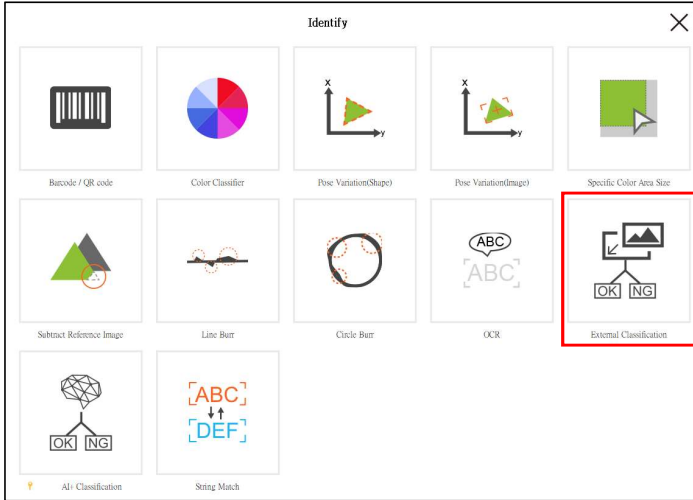 Identify
X
y
X
y
Barcode / QR code
Color Classifier
Pose Variation(Shape)
Pose Variation(Image)
Specific Color Area Size
ABC
ABC
OK NG
Subtract Reference Image
Line Burr
Circle Burr
OCR
External Classification
OK NG
ABC
DEF
AI+ Classification
String Match